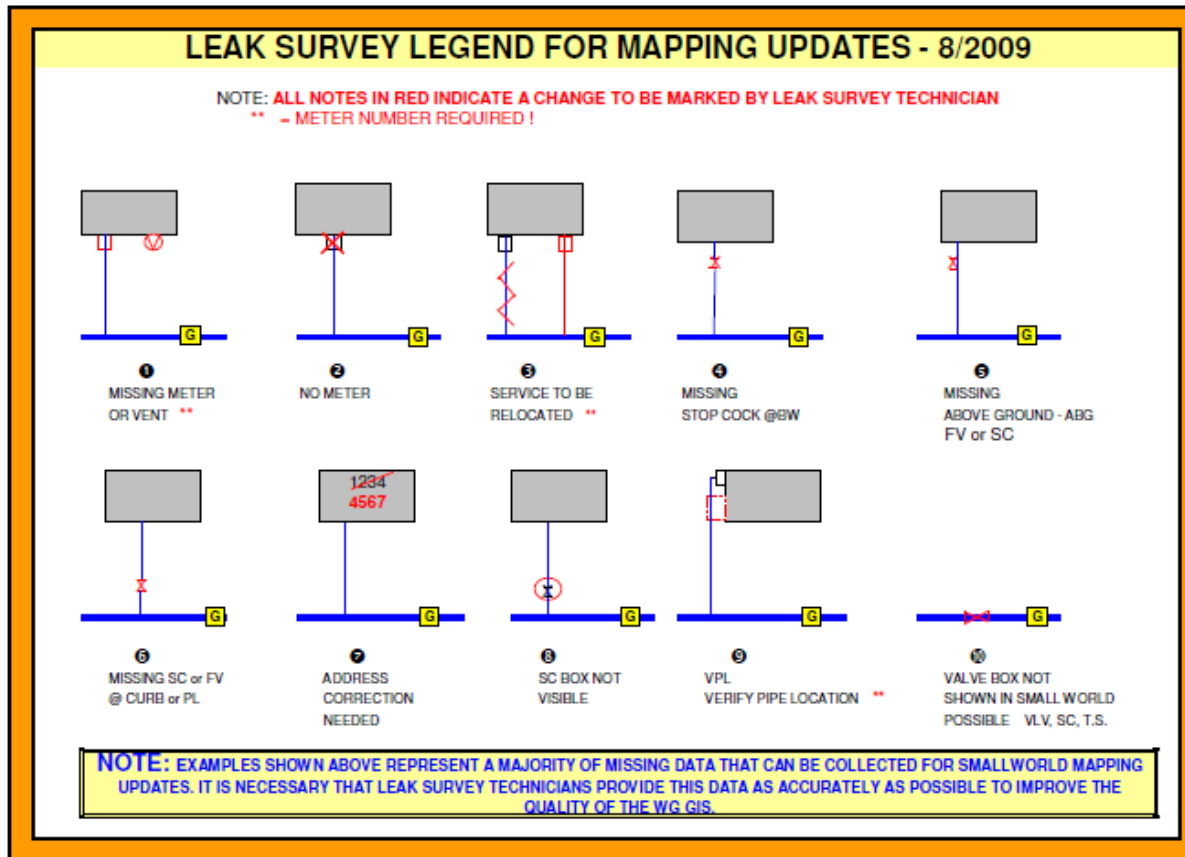 LEAK SURVEY LEGEND FOR MAPPING UPDATES - 8/2009
NOTE: ALL NOTES IN RED INDICATE A CHANGE TO BE MARKED BY LEAK SURVEY TECHNICIAN
** = METER NUMBER REQUIRED !
V
G G G G G
❶ ❷ ❸ ❹ ❺
MISSING METER NO METER SERVICE TO BE MISSING MISSING
OR VENT ** RELOCATED ** STOP COCK @BW ABOVE GROUND - ABG
FV or SC
1234
4567
G G G G G
❻ ❼ ❽ ❾ ❿
MISSING SC or FV ADDRESS SC BOX NOT VPL VALVE BOX NOT
@ CURB or PL CORRECTION VISIBLE VERIFY PIPE LOCATION ** SHOWN IN SMALL WORLD
NEEDED POSSIBLE VLV, SC, T.S.
NOTE: EXAMPLES SHOWN ABOVE REPRESENT A MAJORITY OF MISSING DATA THAT CAN BE COLLECTED FOR SMALLWORLD MAPPING
UPDATES. IT IS NECESSARY THAT LEAK SURVEY TECHNICIANS PROVIDE THIS DATA AS ACCURATELY AS POSSIBLE TO IMPROVE THE
QUALITY OF THE WG GIS.